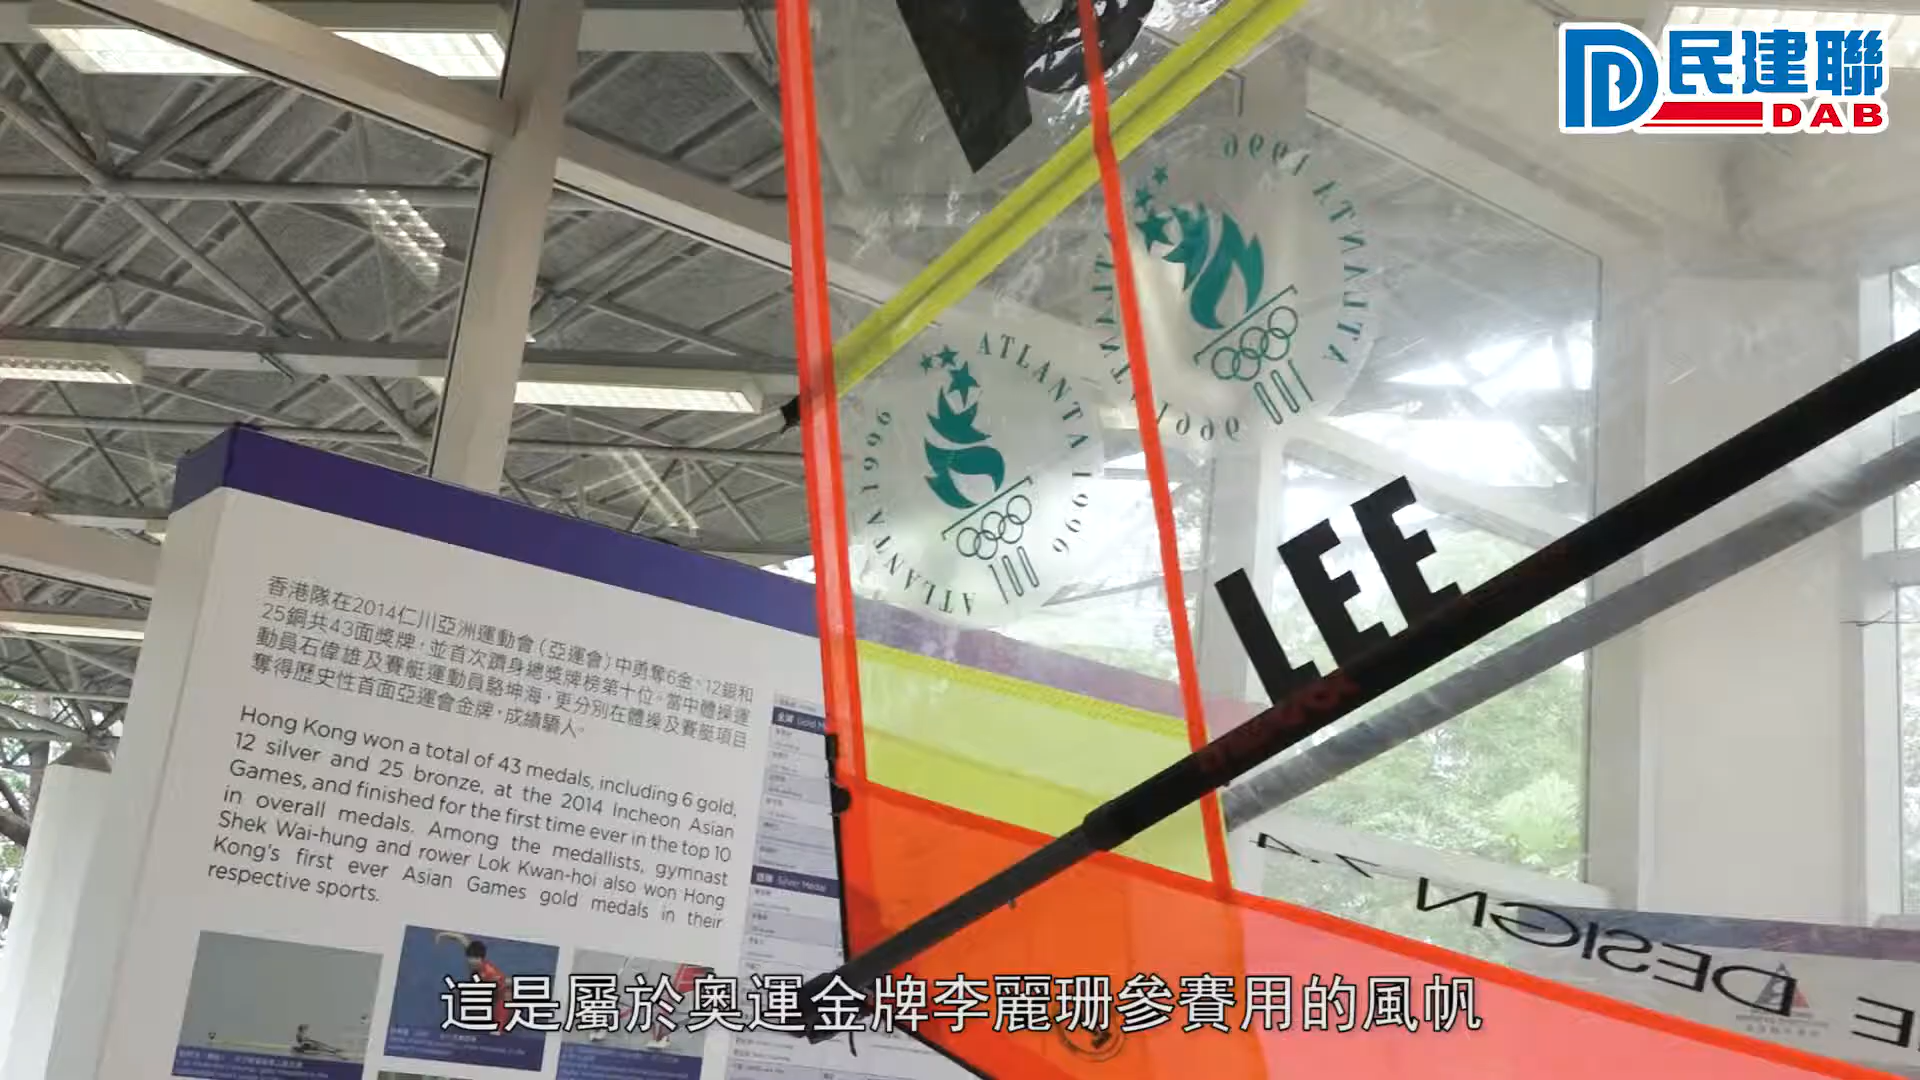 民建聯
DAB
ATLANTA 1996
ATLANTA 1996
ATLANTA 1996
ATLANTA 1996
LEE
香港隊在2014仁川亞洲運動會（亞運會）中勇奪6金、12銀和
25銅共43面獎牌，並首次躋身總獎牌榜第十位。當中體操運
動員石偉雄及賽艇運動員駱坤海，更分別在體操及賽艇項目
奪得歷史性首面亞運會金牌，成績驕人。
Hong Kong won a total of 43 medals, including 6 gold,
12 silver and 25 bronze, at the 2014 Incheon Asian
Games, and finished for the first time ever in the top 10
in overall medals. Among the medallists, gymnast
Shek Wai-hung and rower Lok Kwan-hoi also won Hong
Kong's first ever Asian Games gold medals in their
respective sports.
金牌 Gold M
銀牌 Silver Medal
7.4
DESIGN
這是屬於奧運金牌李麗珊參賽用的風帆